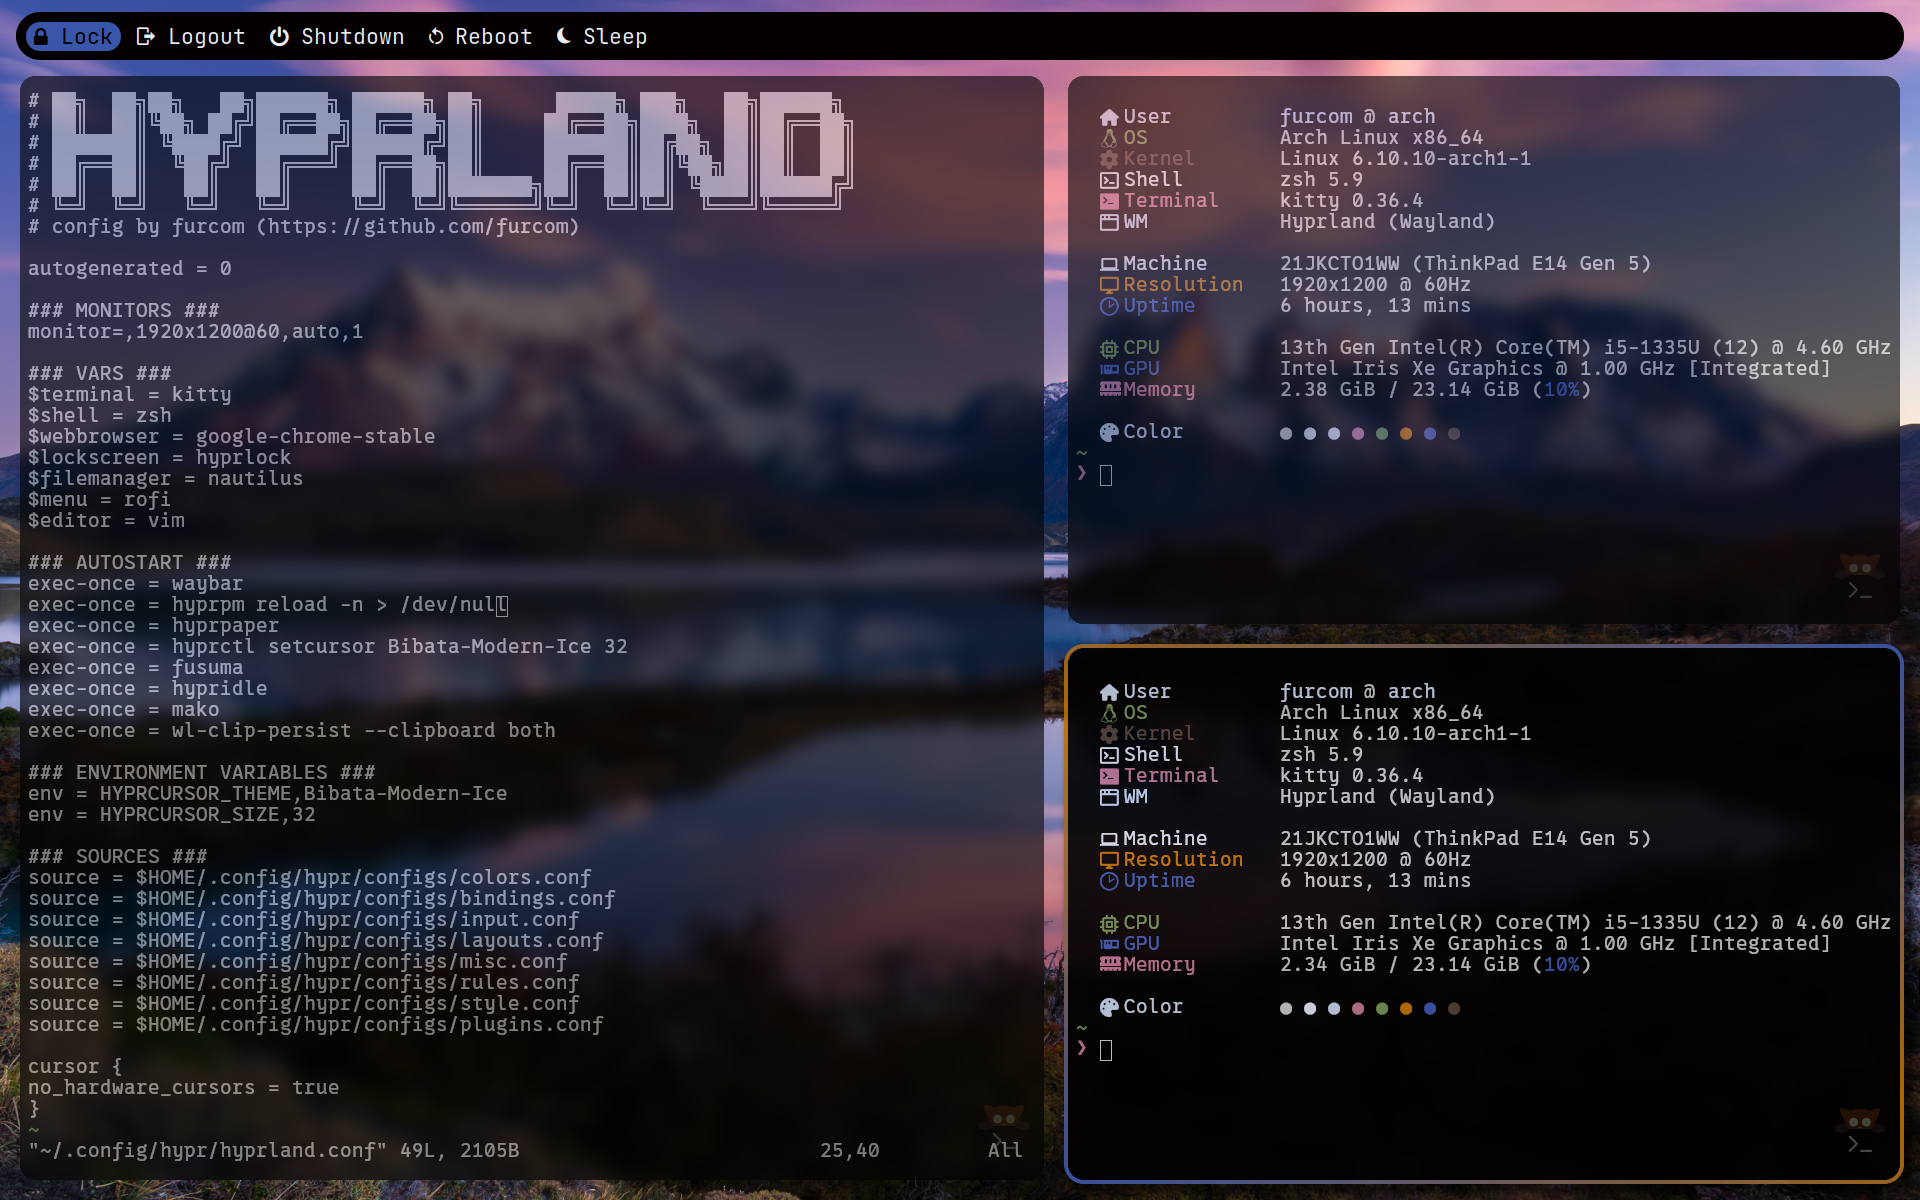 Lock Logout Shutdown Reboot Sleep
#
#
#
#
#
#
HYPRLAND
# config by furcom (https://github.com/furcom)
autogenerated = 0
### MONITORS ###
monitor=,1920x1200@60,auto,1
### VARS ###
$terminal = kitty
$shell = zsh
$webbrowser = google-chrome-stable
$lockscreen = hyprlock
$filemanager = nautilus
$menu = rofi
$editor = vim
### AUTOSTART ###
exec-once = waybar
exec-once = hyprpm reload -n > /dev/null
exec-once = hyprpaper
exec-once = hyprctl setcursor Bibata-Modern-Ice 32
exec-once = fusuma
exec-once = hypridle
exec-once = mako
exec-once = wl-clip-persist --clipboard both
### ENVIRONMENT VARIABLES ###
env = HYPRCURSOR_THEME,Bibata-Modern-Ice
env = HYPRCURSOR_SIZE,32
### SOURCES ###
source = $HOME/.config/hypr/configs/colors.conf
source = $HOME/.config/hypr/configs/bindings.conf
source = $HOME/.config/hypr/configs/input.conf
source = $HOME/.config/hypr/configs/layouts.conf
source = $HOME/.config/hypr/configs/misc.conf
source = $HOME/.config/hypr/configs/rules.conf
source = $HOME/.config/hypr/configs/style.conf
source = $HOME/.config/hypr/configs/plugins.conf
cursor {
no_hardware_cursors = true
}
~
"~/.config/hypr/hyprland.conf" 49L, 2105B 25,40 All
User furcom @ arch
OS Arch Linux x86_64
Kernel Linux 6.10.10-arch1-1
Shell zsh 5.9
Terminal kitty 0.36.4
WM Hyprland (Wayland)
Machine 21JKCTO1WW (ThinkPad E14 Gen 5)
Resolution 1920x1200 @ 60Hz
Uptime 6 hours, 13 mins
CPU 13th Gen Intel(R) Core(TM) i5-1335U (12) @ 4.60 GHz
GPU Intel Iris Xe Graphics @ 1.00 GHz [Integrated]
Memory 2.38 GiB / 23.14 GiB (10%)
Color
~
❯
User furcom @ arch
OS Arch Linux x86_64
Kernel Linux 6.10.10-arch1-1
Shell zsh 5.9
Terminal kitty 0.36.4
WM Hyprland (Wayland)
Machine 21JKCTO1WW (ThinkPad E14 Gen 5)
Resolution 1920x1200 @ 60Hz
Uptime 6 hours, 13 mins
CPU 13th Gen Intel(R) Core(TM) i5-1335U (12) @ 4.60 GHz
GPU Intel Iris Xe Graphics @ 1.00 GHz [Integrated]
Memory 2.34 GiB / 23.14 GiB (10%)
Color
~
❯